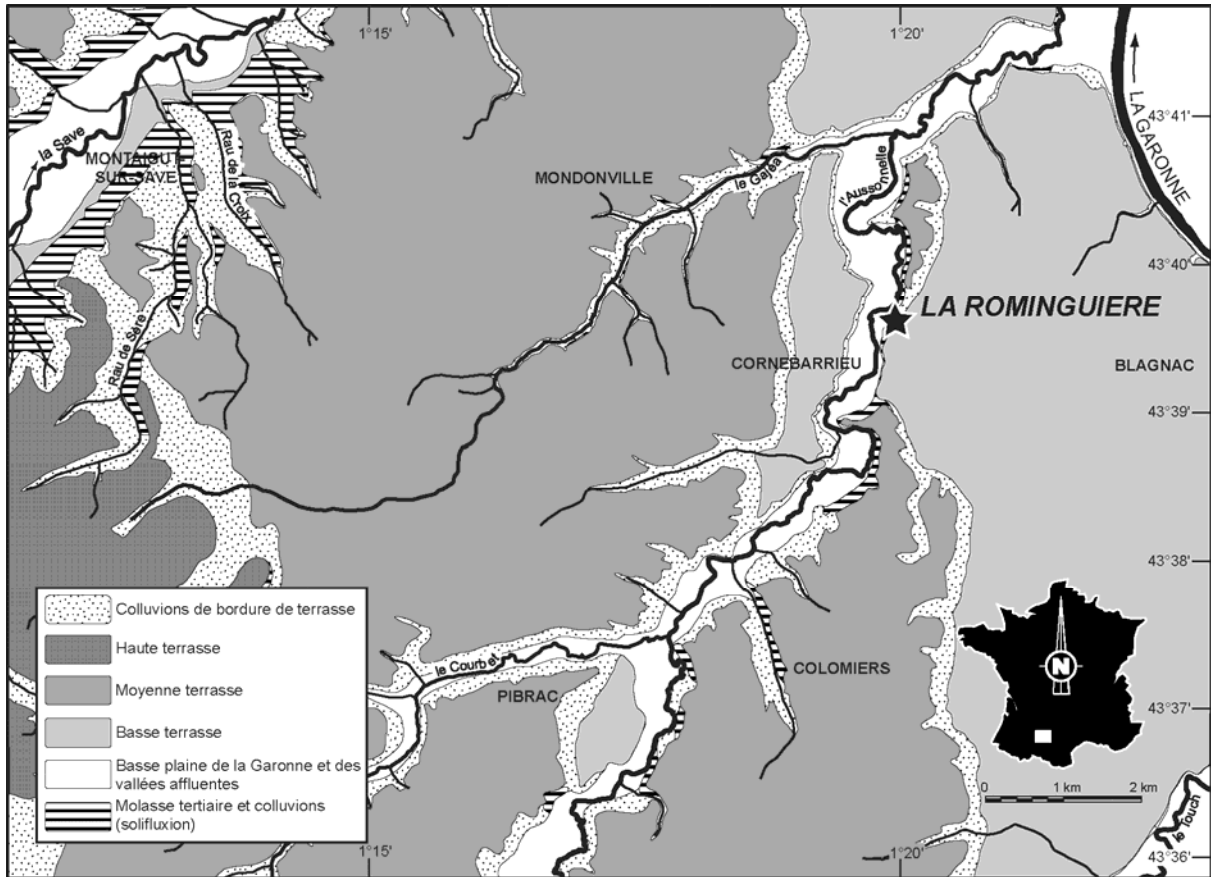 1°15'
1°20'
la Save
MONTAIGUT-
SUR-SAVE
Rau de la Croix
MONDONVILLE
le Gajéa
l'Aussonnelle
LA GARONNE
43°41'
43°40'
LA ROMINGUIERE
Rau de Sère
CORNEBARRIEU
BLAGNAC
43°39'
43°38'
Colluvions de bordure de terrasse
Haute terrasse
Moyenne terrasse
Basse terrasse
Basse plaine de la Garonne et des
vallées affluentes
Molasse tertiaire et colluvions
(solifluxion)
le Courbet
PIBRAC
COLOMIERS
N
43°37'
0 1 km 2 km
le Touch
1°15'
1°20'
43°36'